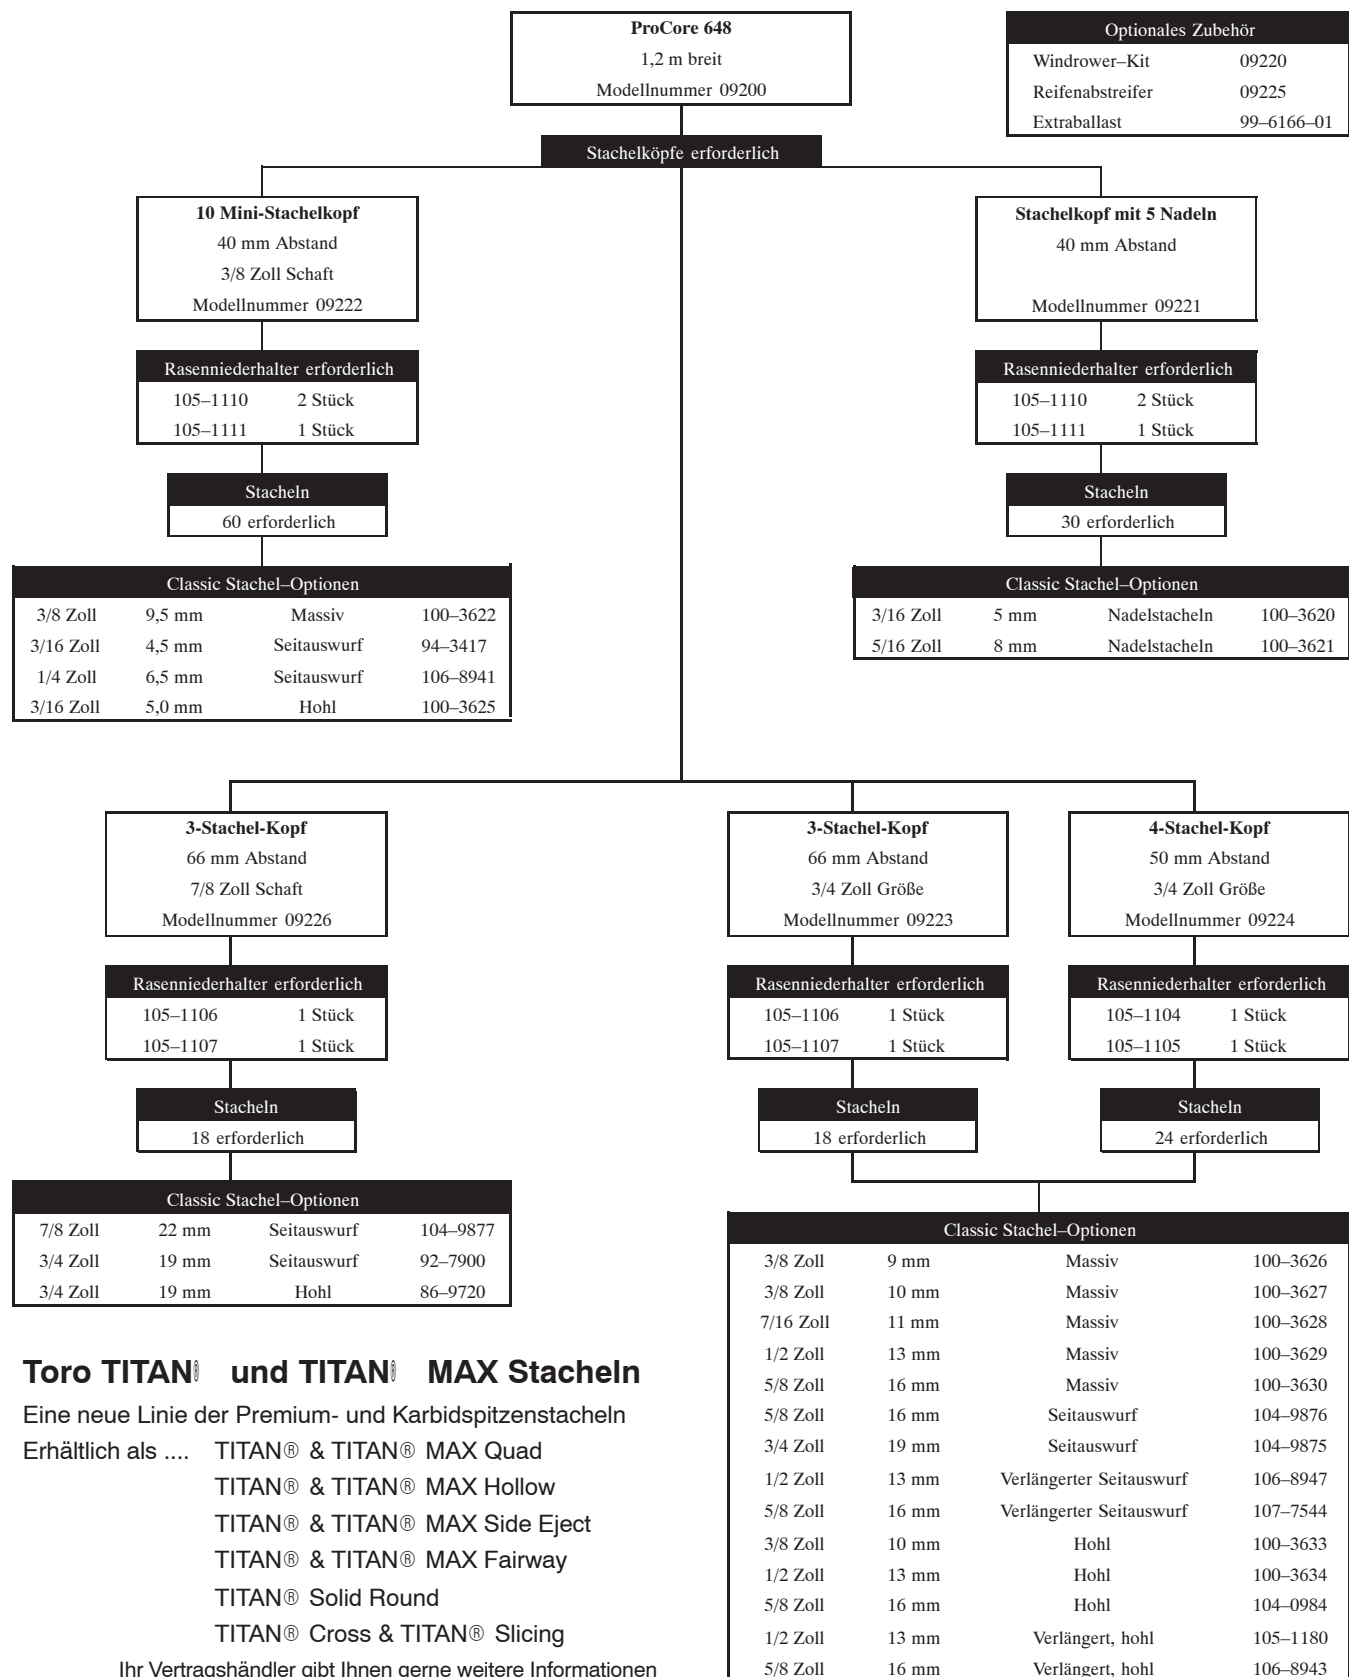 ProCore 648
1,2 m breit
Modellnummer 09200
Optionales Zubehör
Windrower–Kit 09220
Reifenabstreifer 09225
Extraballast 99–6166–01
Stachelköpfe erforderlich
10 Mini-Stachelkopf
40 mm Abstand
3/8 Zoll Schaft
Modellnummer 09222
Rasenniederhalter erforderlich
105–1110 2 Stück
105–1111 1 Stück
Stacheln
60 erforderlich
Classic Stachel–Optionen
3/8 Zoll 9,5 mm Massiv 100–3622
3/16 Zoll 4,5 mm Seitauswurf 94–3417
1/4 Zoll 6,5 mm Seitauswurf 106–8941
3/16 Zoll 5,0 mm Hohl 100–3625
Stachelkopf mit 5 Nadeln
40 mm Abstand
Modellnummer 09221
Rasenniederhalter erforderlich
105–1110 2 Stück
105–1111 1 Stück
Stacheln
30 erforderlich
Classic Stachel–Optionen
3/16 Zoll 5 mm Nadelstacheln 100–3620
5/16 Zoll 8 mm Nadelstacheln 100–3621
3-Stachel-Kopf
66 mm Abstand
7/8 Zoll Schaft
Modellnummer 09226
Rasenniederhalter erforderlich
105–1106 1 Stück
105–1107 1 Stück
Stacheln
18 erforderlich
Classic Stachel–Optionen
7/8 Zoll 22 mm Seitauswurf 104–9877
3/4 Zoll 19 mm Seitauswurf 92–7900
3/4 Zoll 19 mm Hohl 86–9720
3-Stachel-Kopf
66 mm Abstand
3/4 Zoll Größe
Modellnummer 09223
Rasenniederhalter erforderlich
105–1106 1 Stück
105–1107 1 Stück
Stacheln
18 erforderlich
4-Stachel-Kopf
50 mm Abstand
3/4 Zoll Größe
Modellnummer 09224
Rasenniederhalter erforderlich
105–1104 1 Stück
105–1105 1 Stück
Stacheln
24 erforderlich
Classic Stachel–Optionen
3/8 Zoll 9 mm Massiv 100–3626
3/8 Zoll 10 mm Massiv 100–3627
7/16 Zoll 11 mm Massiv 100–3628
1/2 Zoll 13 mm Massiv 100–3629
5/8 Zoll 16 mm Massiv 100–3630
5/8 Zoll 16 mm Seitauswurf 104–9876
3/4 Zoll 19 mm Seitauswurf 104–9875
1/2 Zoll 13 mm Verlängerter Seitauswurf 106–8947
5/8 Zoll 16 mm Verlängerter Seitauswurf 107–7544
3/8 Zoll 10 mm Hohl 100–3633
1/2 Zoll 13 mm Hohl 100–3634
5/8 Zoll 16 mm Hohl 104–0984
1/2 Zoll 13 mm Verlängert, hohl 105–1180
5/8 Zoll 16 mm Verlängert, hohl 106–8943
Toro TITAN® und TITAN® MAX Stacheln
Eine neue Linie der Premium- und Karbidspitzenstacheln
Erhältlich als .... TITAN® & TITAN® MAX Quad
TITAN® & TITAN® MAX Hollow
TITAN® & TITAN® MAX Side Eject
TITAN® & TITAN® MAX Fairway
TITAN® Solid Round
TITAN® Cross & TITAN® Slicing
Ihr Vertragshändler gibt Ihnen gerne weitere Informationen